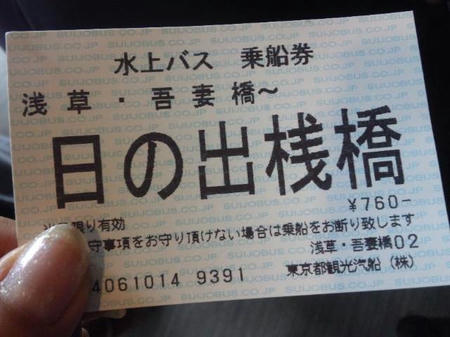 水上バス 乗船券
浅草・吾妻橋～
日の出桟橋
限り有効 ¥760-
守事項をお守り頂けない場合は乗船をお断り致します
浅草・吾妻橋02
4061014 9391 東京都観光汽船(株)
SUIJOBUS.CO.JP